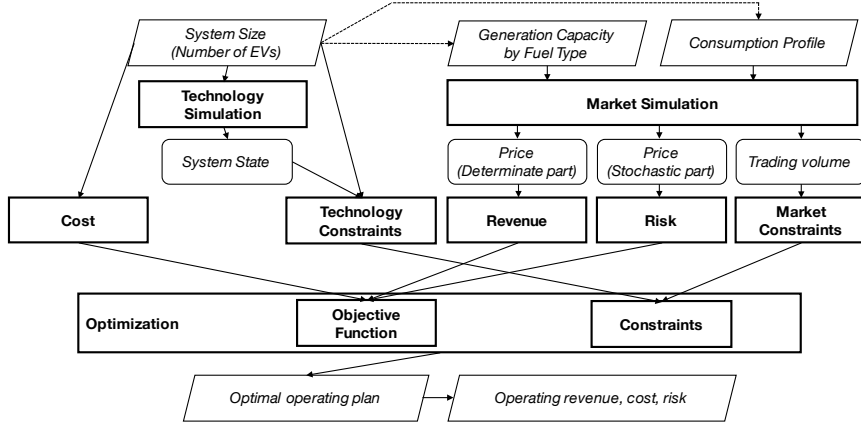 System Size
(Number of EVs)
Generation Capacity
by Fuel Type
Consumption Profile
Technology
Simulation
Market Simulation
System State
Price
(Determinate part)
Price
(Stochastic part)
Trading volume
Cost
Technology
Constraints
Revenue
Risk
Market
Constraints
Optimization
Objective
Function
Constraints
Optimal operating plan
Operating revenue, cost, risk